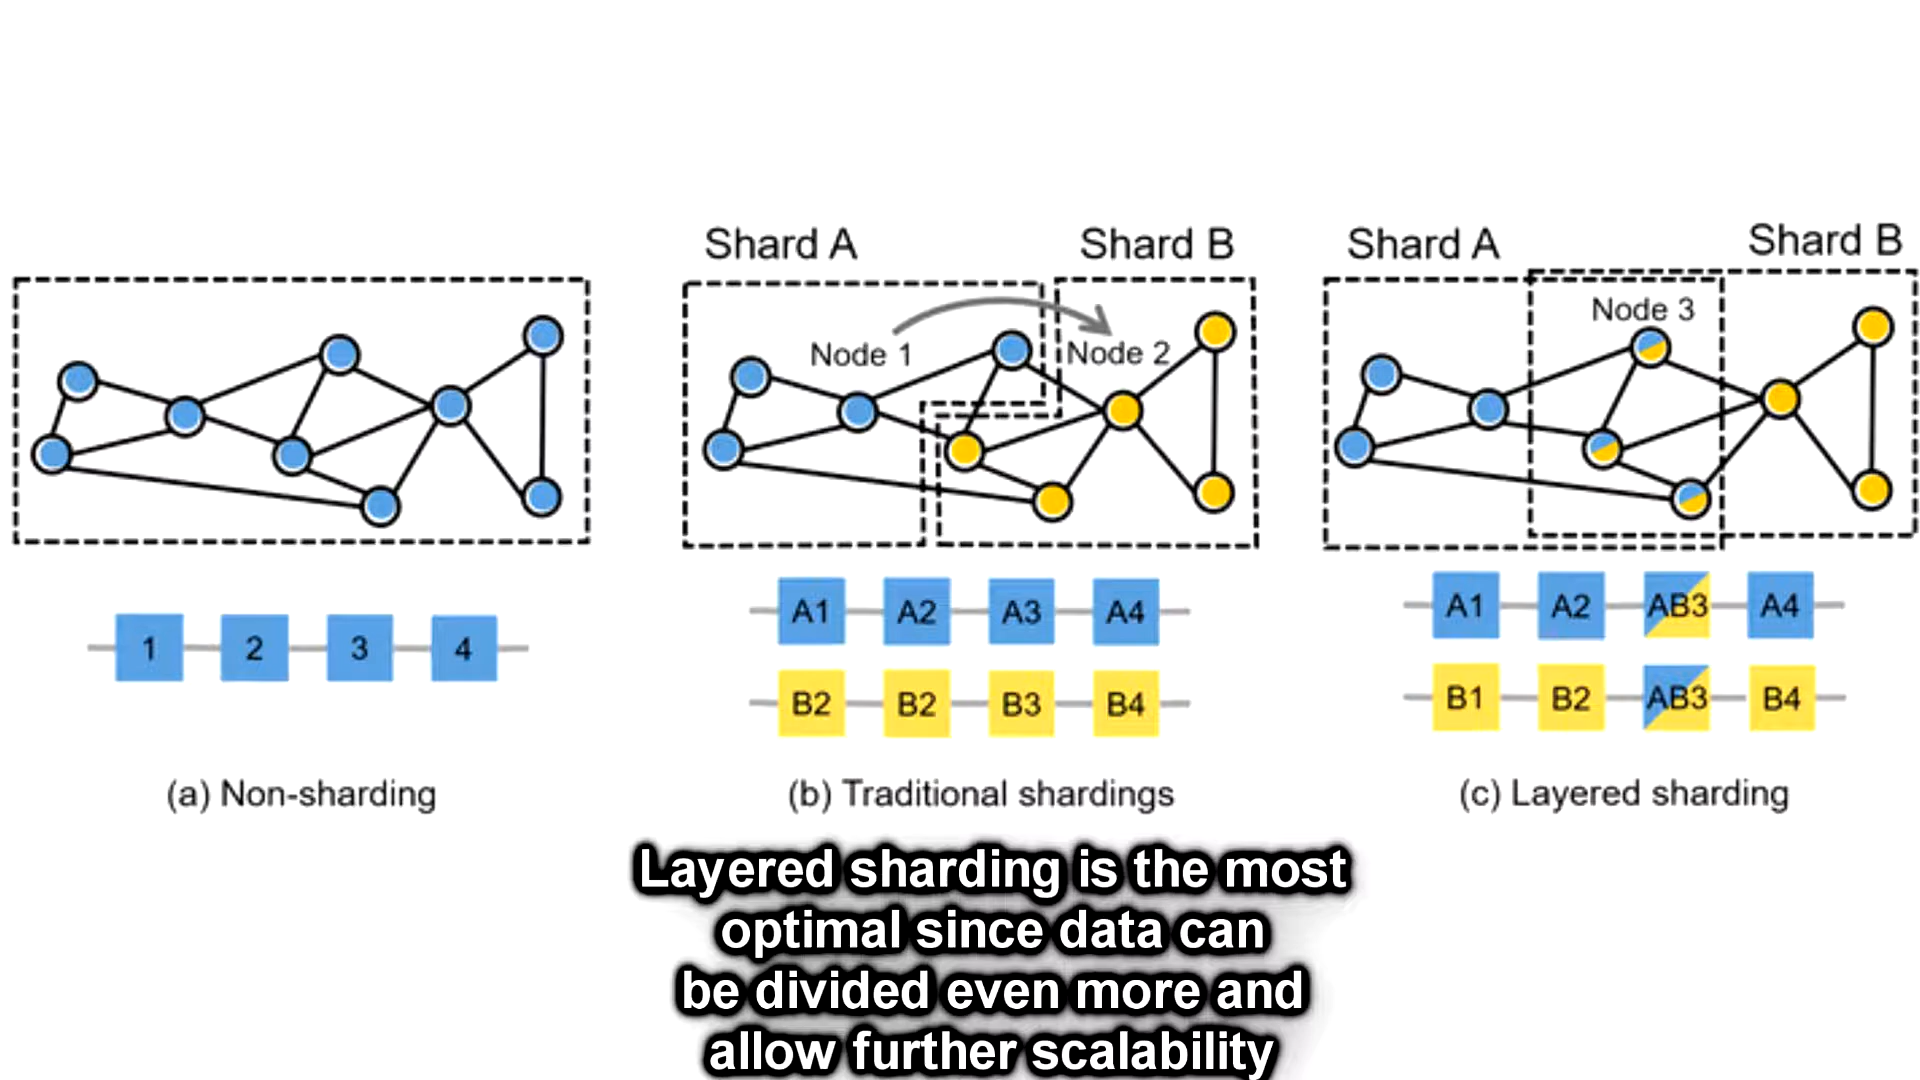 Shard A
Shard B
Shard A
Shard B
Node 1
Node 2
Node 3
1 2 3 4
A1 A2 A3 A4
B2 B2 B3 B4
A1 A2 AB3 A4
B1 B2 AB3 B4
(a) Non-sharding
(b) Traditional shardings
(c) Layered sharding
Layered sharding is the most
optimal since data can
be divided even more and
allow further scalability